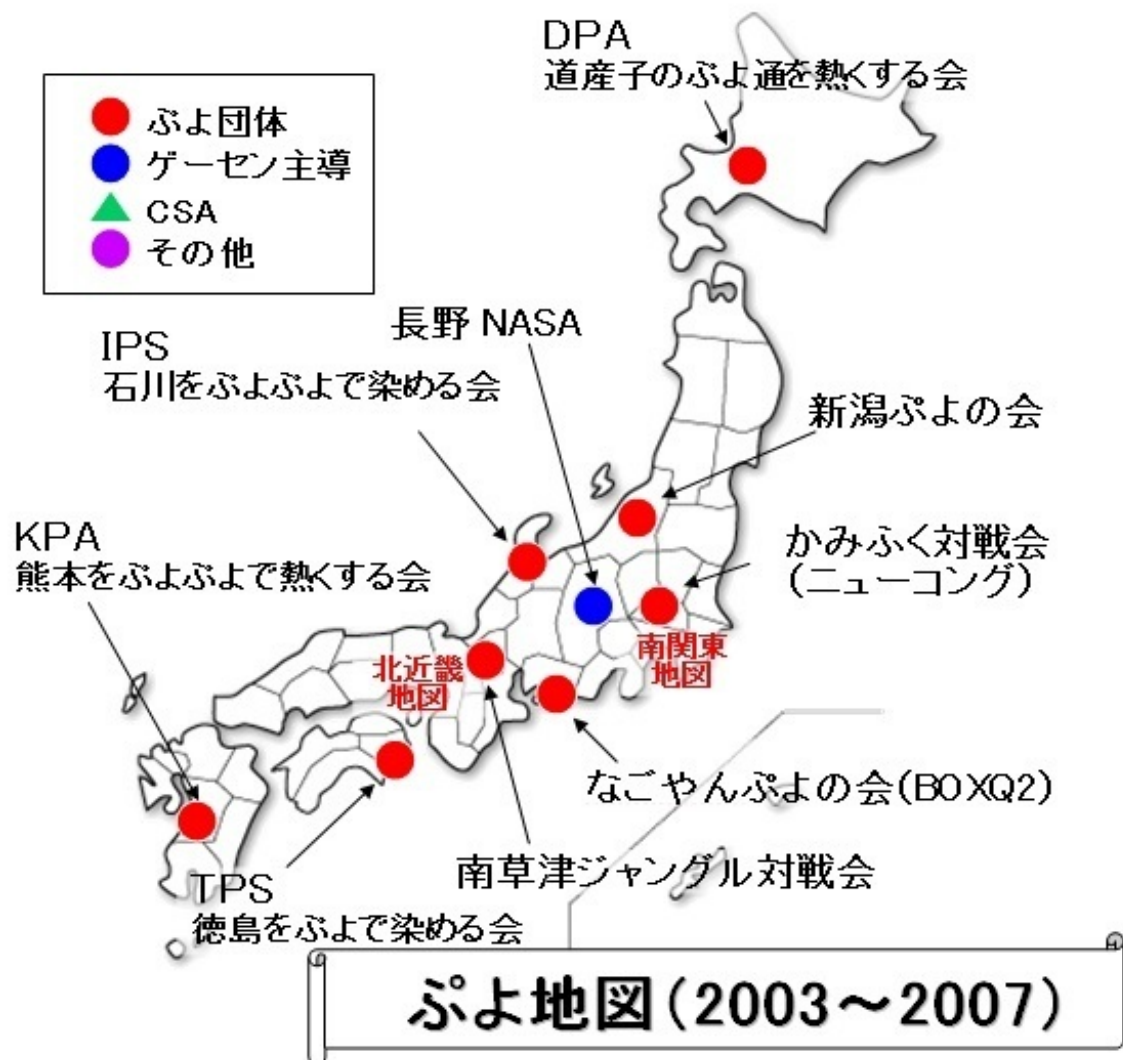 DPA
道産子のぷよ通を熱くする会
ぷよ団体
ゲーセン主導
CSA
その他
長野 NASA
IPS
石川をぷよぷよで染める会
新潟ぷよの会
KPA
熊本をぷよぷよで熱くする会
かみふく対戦会
(ニューコング)
北近畿
地図
南関東
地図
なごやんぷよの会(BOXQ2)
南草津ジャングル対戦会
TPS
徳島をぷよで染める会
ぷよ地図(2003～2007)